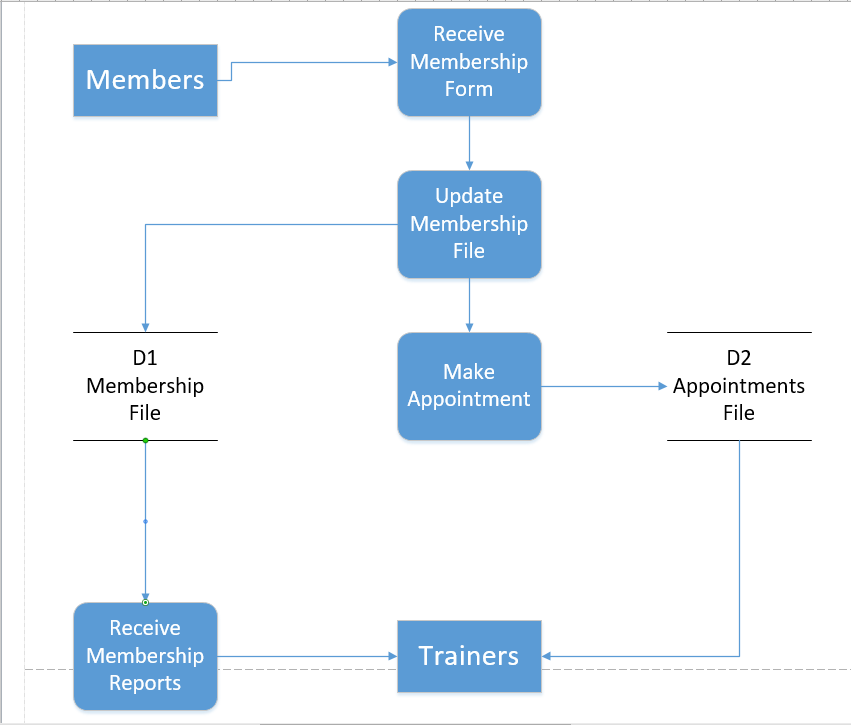 Members
Receive
Membership
Form
Update
Membership
File
D1
Membership
File
Make
Appointment
D2
Appointments
File
Receive
Membership
Reports
Trainers